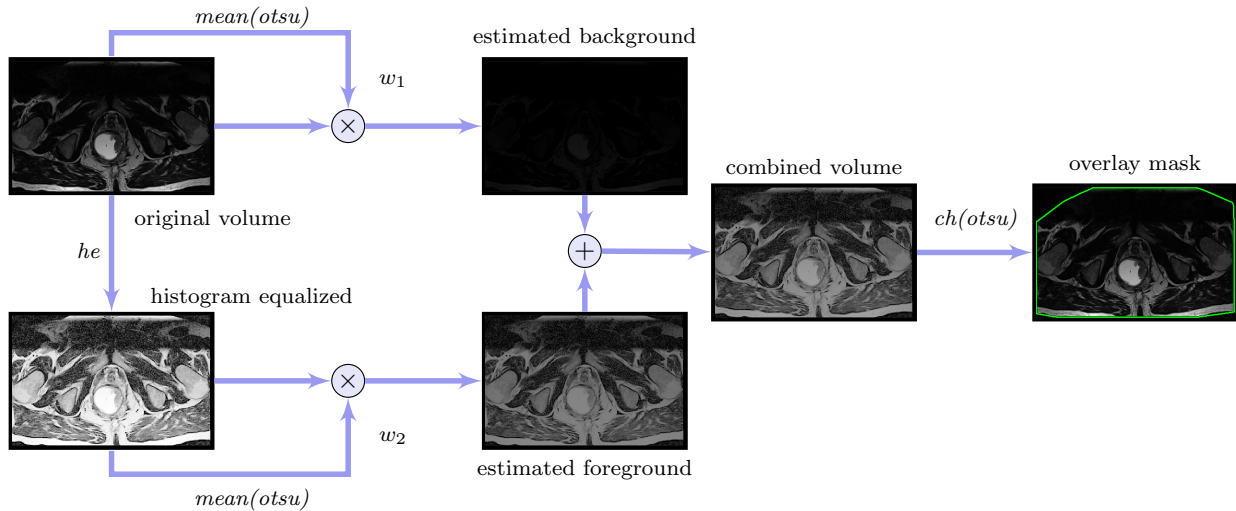 mean(otsu)
estimated background
w1
×
combined volume
overlay mask
original volume
he
+
ch(otsu)
histogram equalized
×
w2
estimated foreground
mean(otsu)